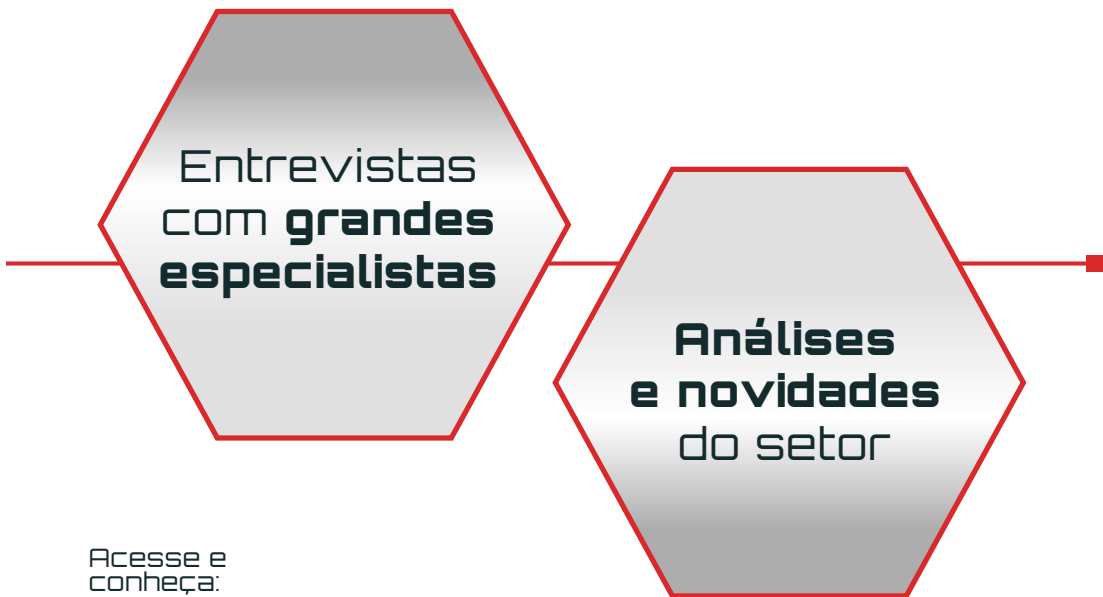 Entrevistas
com grandes
especialistas
Análises
e novidades
do setor
Acesse e
conheça: